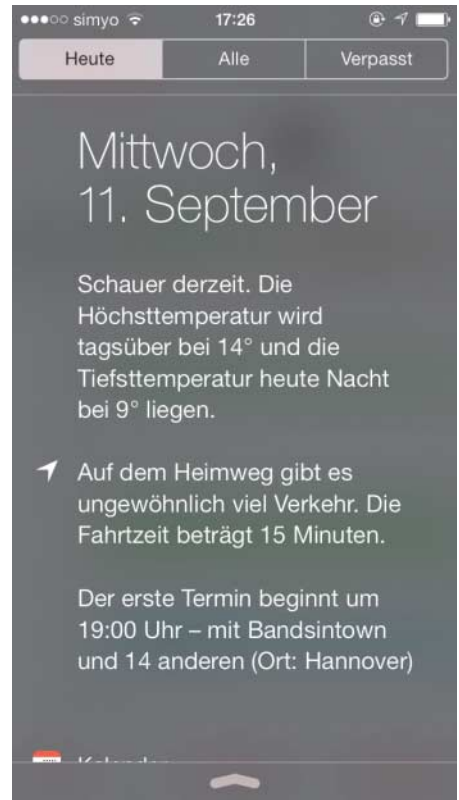 simyo 17:26
Heute Alle Verpasst
Mittwoch,
11. September
Schauer derzeit. Die
Höchsttemperatur wird
tagsüber bei 14° und die
Tiefsttemperatur heute Nacht
bei 9° liegen.
Auf dem Heimweg gibt es
ungewöhnlich viel Verkehr. Die
Fahrtzeit beträgt 15 Minuten.
Der erste Termin beginnt um
19:00 Uhr – mit Bandsintown
und 14 anderen (Ort: Hannover)